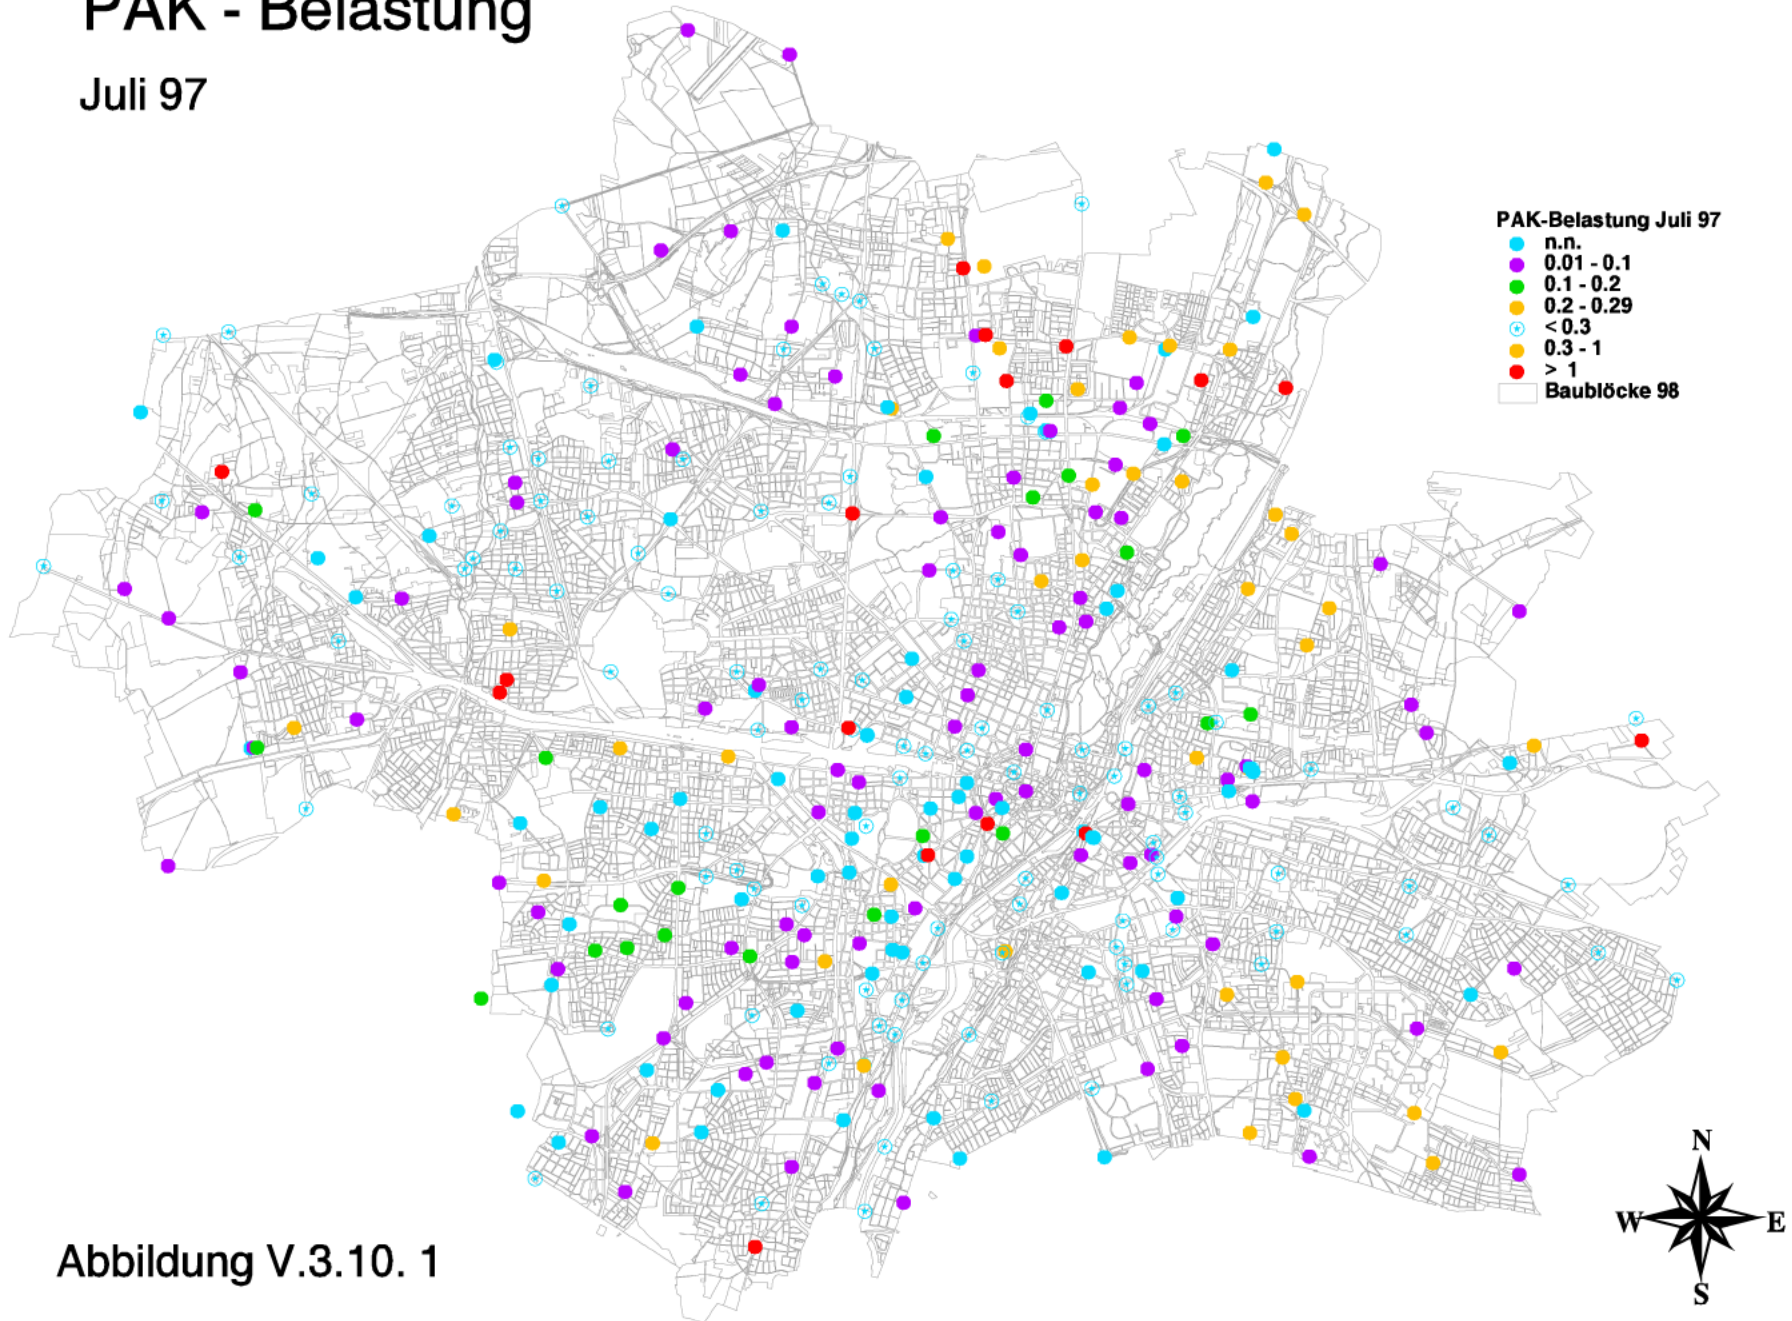 PAK - Belastung
Juli 97
PAK-Belastung Juli 97
n.n.
0.01 - 0.1
0.1 - 0.2
0.2 - 0.29
< 0.3
0.3 - 1
> 1
Baublöcke 98
N
W E
S
Abbildung V.3.10. 1